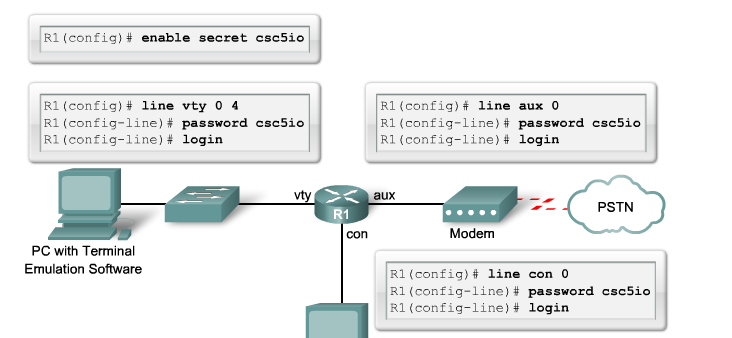 R1(config)# enable secret csc5io
R1(config)# line vty 0 4
R1(config-line)# password csc5io
R1(config-line)# login
R1(config)# line aux 0
R1(config-line)# password csc5io
R1(config-line)# login
vty
R1
aux
con
Modem
PSTN
PC with Terminal
Emulation Software
R1(config)# line con 0
R1(config-line)# password csc5io
R1(config-line)# login